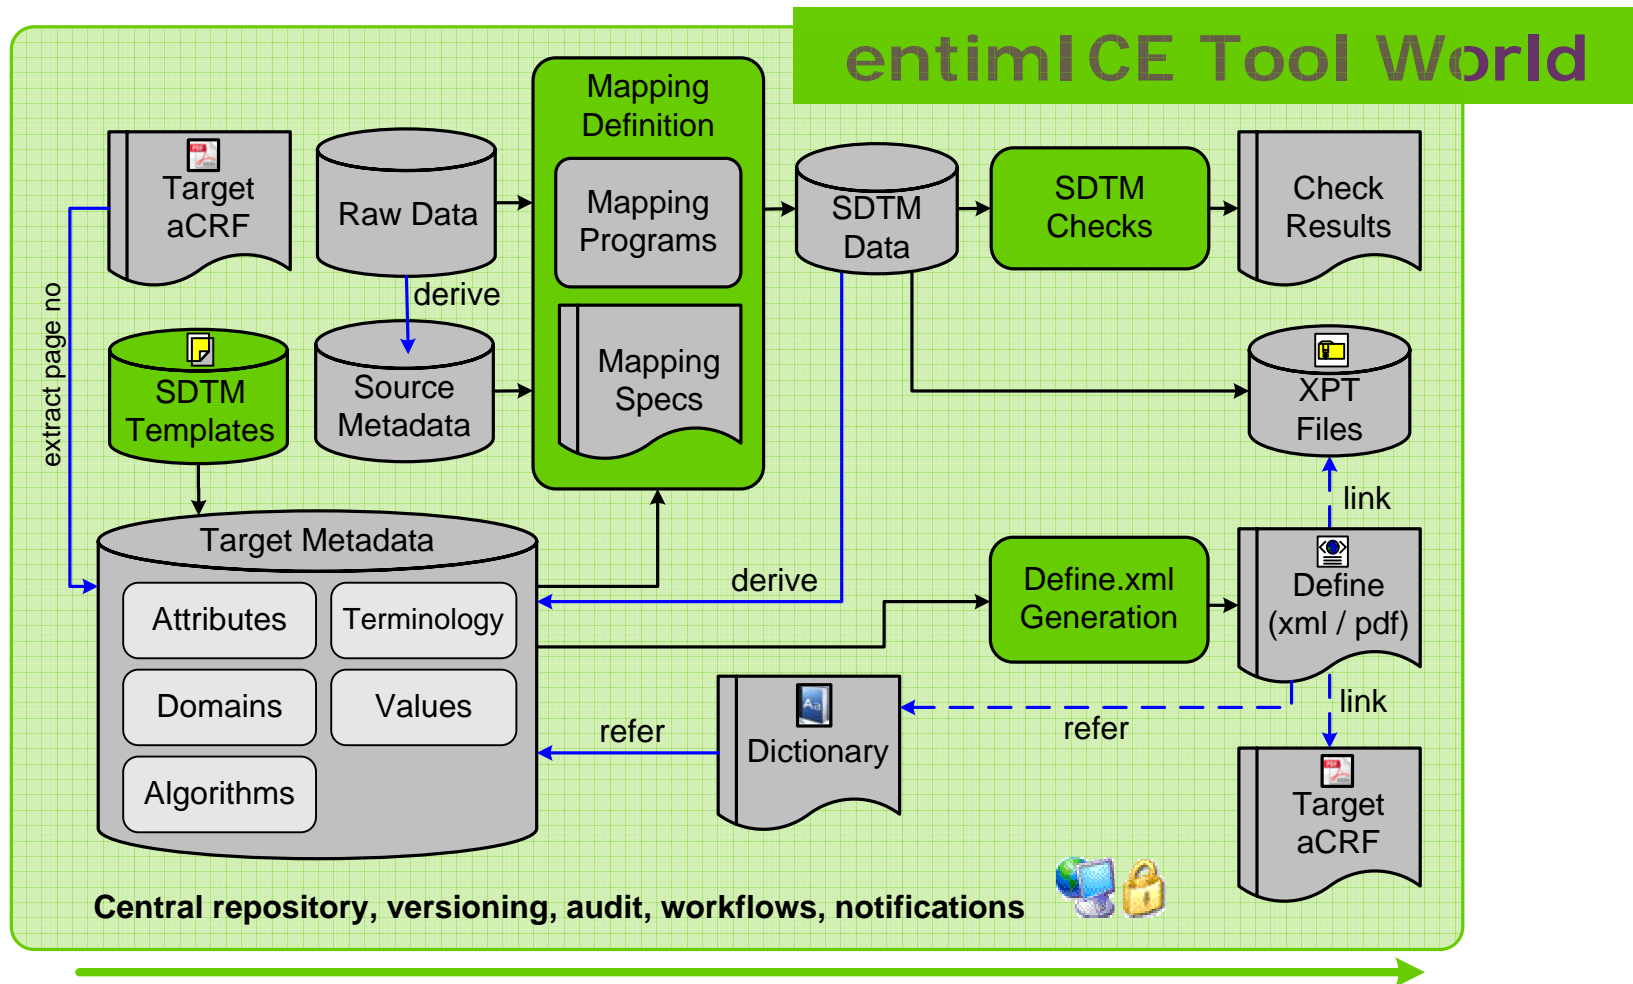 entimICE Tool World
Mapping
Definition
Target
aCRF
Raw Data
Mapping
Programs
SDTM
Data
SDTM
Checks
Check
Results
extract page no
derive
SDTM
Templates
Source
Metadata
Mapping
Specs
XPT
Files
link
Target Metadata
Attributes
Terminology
Domains
Values
Algorithms
derive
Define.xml
Generation
Define
(xml / pdf)
refer
Aa
Dictionary
refer
link
Target
aCRF
Central repository, versioning, audit, workflows, notifications